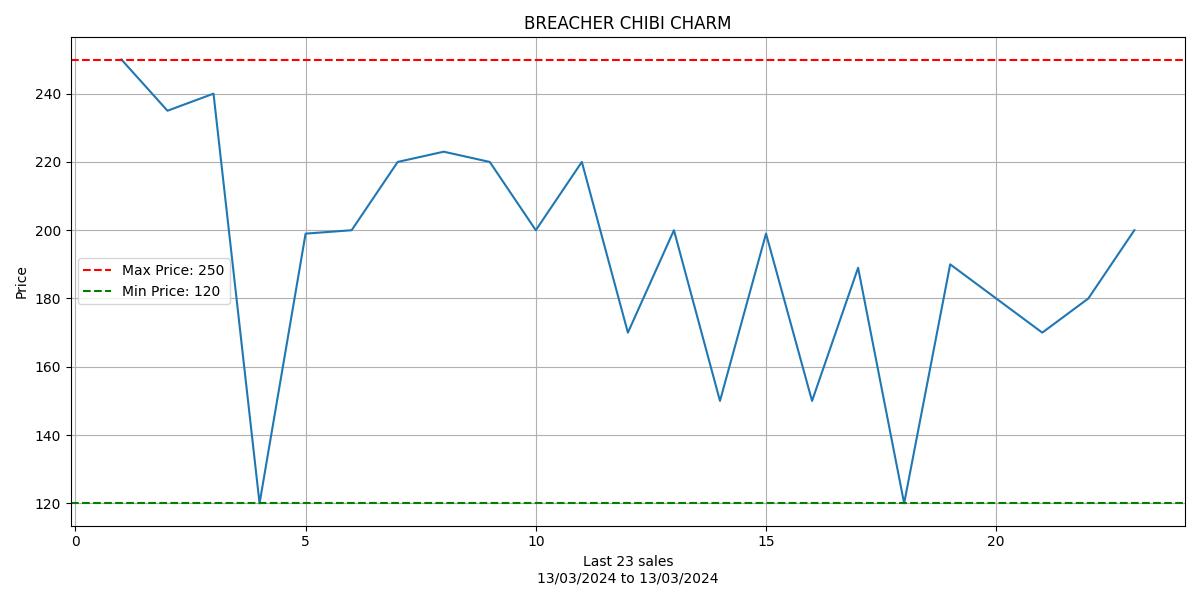 BREACHER CHIBI CHARM
Price
240
220
200
180
160
140
120
Max Price: 250
Min Price: 120
0
5
10
15
20
Last 23 sales
13/03/2024 to 13/03/2024